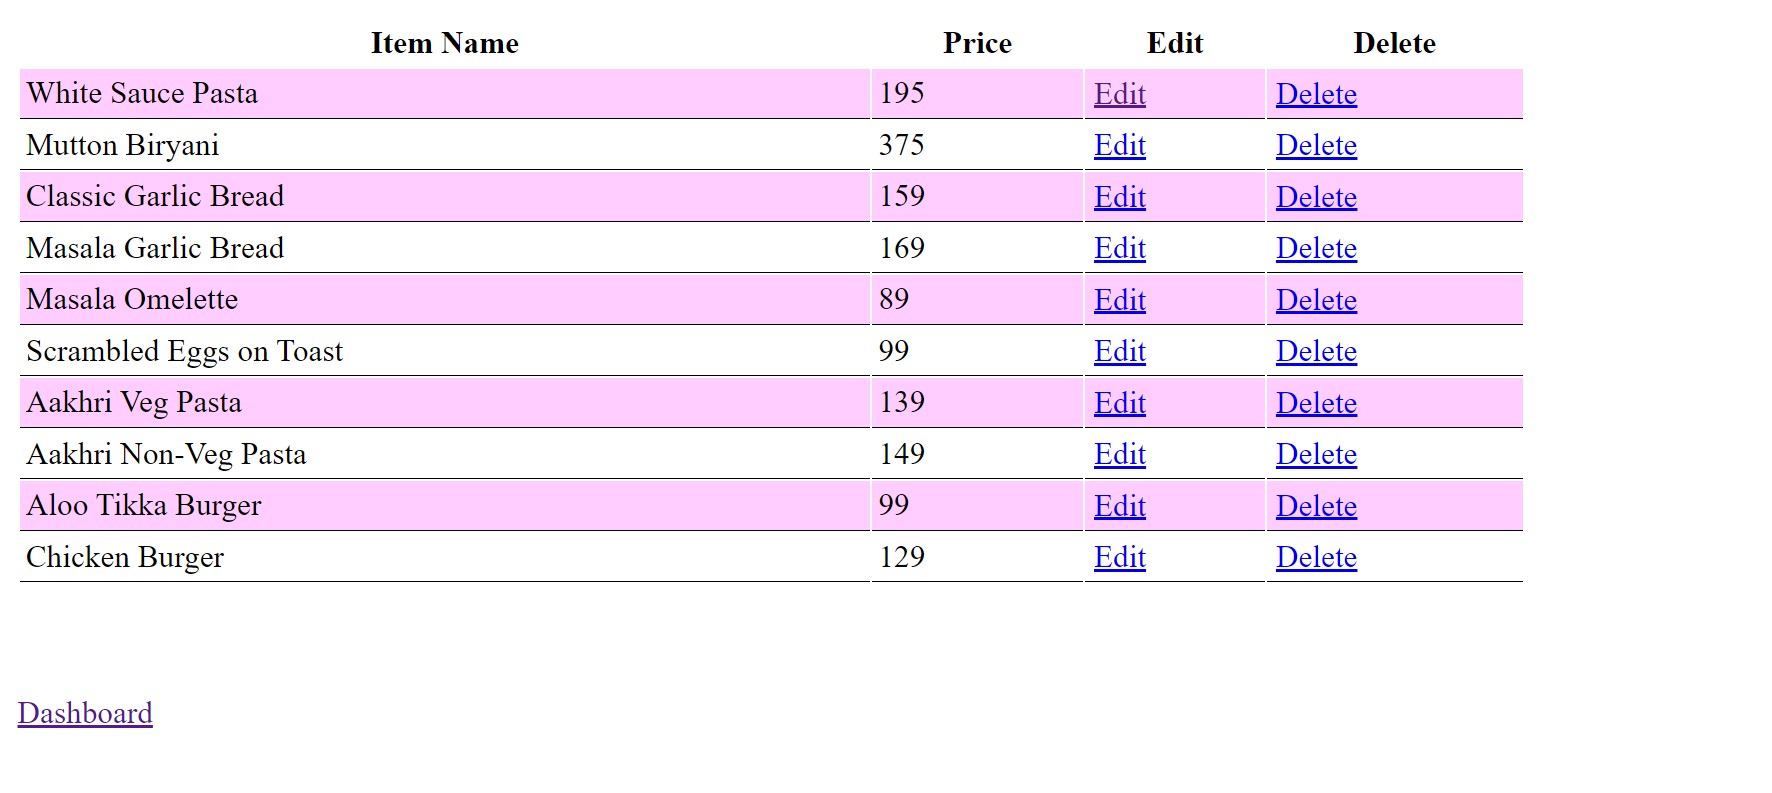 Item Name Price Edit Delete
White Sauce Pasta 195 Edit Delete
Mutton Biryani 375 Edit Delete
Classic Garlic Bread 159 Edit Delete
Masala Garlic Bread 169 Edit Delete
Masala Omelette 89 Edit Delete
Scrambled Eggs on Toast 99 Edit Delete
Aakhri Veg Pasta 139 Edit Delete
Aakhri Non-Veg Pasta 149 Edit Delete
Aloo Tikka Burger 99 Edit Delete
Chicken Burger 129 Edit Delete
Dashboard